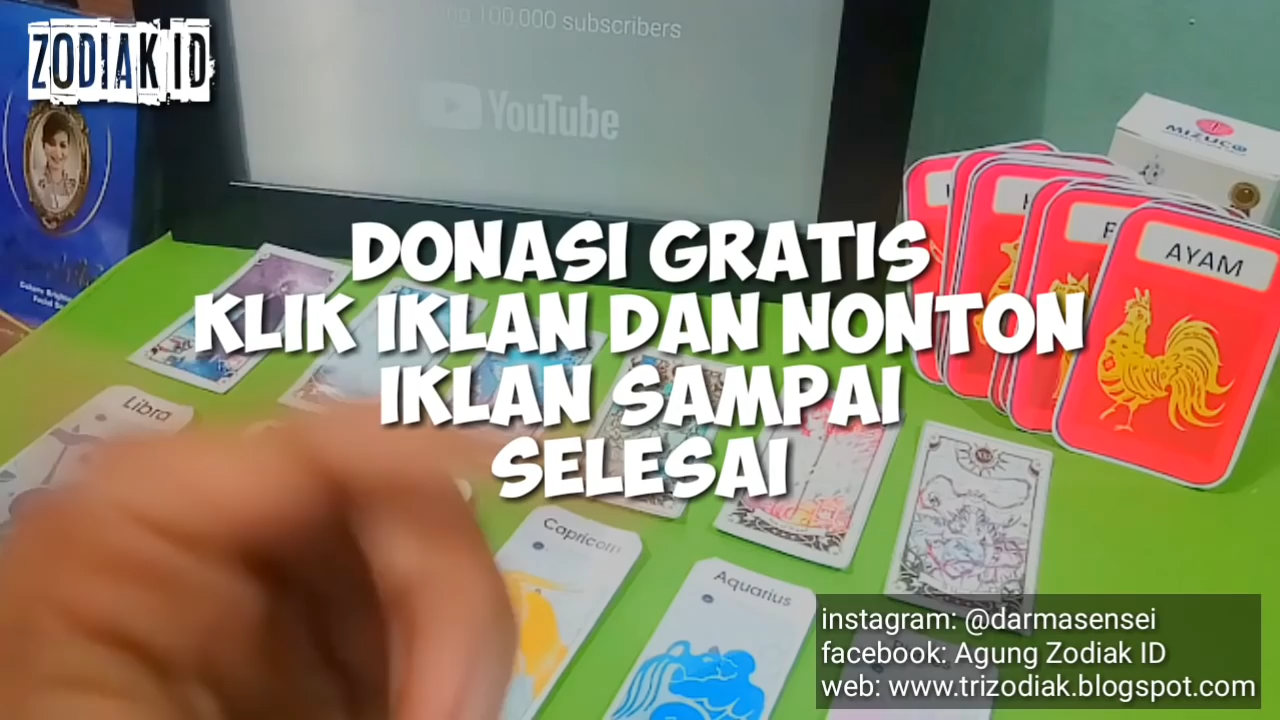 ZODIAK ID
100,000 subscribers
YouTube
MIZUCO
AYAM
DONASI GRATIS
KLIK IKLAN DAN NONTON
IKLAN SAMPAI
SELESAI
Libra
Capricorn
Aquarius
instagram: @darmasensei
facebook: Agung Zodiak ID
web: www.trizodiak.blogspot.com